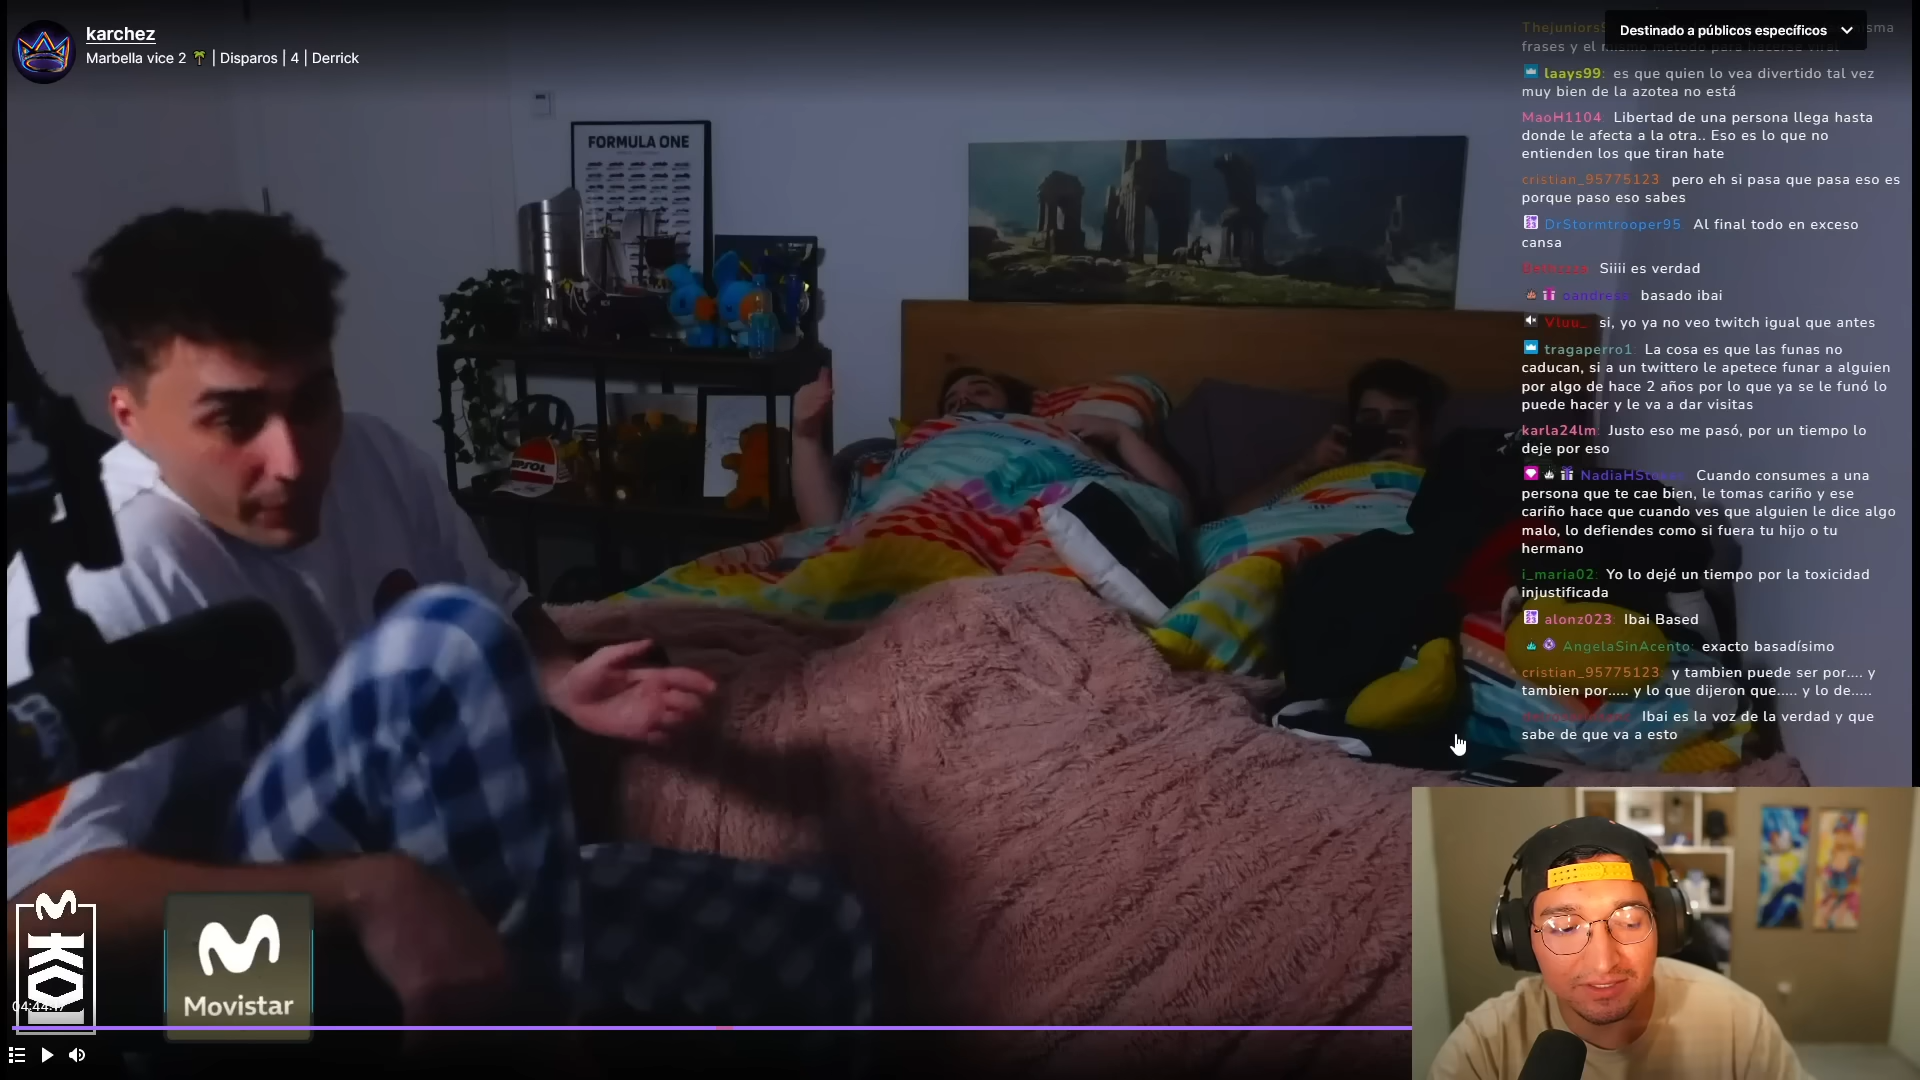 karchez
Marbella vice 2 🌴 | Disparos | 4 | Derrick
Destinado a públicos específicos
frases y el
laays99: es que quien lo vea divertido tal vez
muy bien de la azotea no está
MaoH1104: Libertad de una persona llega hasta
donde le afecta a la otra.. Eso es lo que no
entienden los que tiran hate
cristian_95775123: pero eh si pasa que pasa eso es
porque paso eso sabes
DrStormtrooper95: Al final todo en exceso
cansa
Siiii es verdad
oandress: basado ibai
Vluu_: si, yo ya no veo twitch igual que antes
tragaperro1: La cosa es que las funas no
caducan, si a un twittero le apetece funar a alguien
por algo de hace 2 años por lo que ya se le funó lo
puede hacer y le va a dar visitas
karla24lm: Justo eso me pasó, por un tiempo lo
deje por eso
Cuando consumes a una
persona que te cae bien, le tomas cariño y ese
cariño hace que cuando ves que alguien le dice algo
malo, lo defiendes como si fuera tu hijo o tu
hermano
i_maria02: Yo lo dejé un tiempo por la toxicidad
injustificada
alonz023: Ibai Based
AngelaSinAcento: exacto basadísimo
cristian_95775123: y tambien puede ser por.... y
tambien por..... y lo que dijeron que..... y lo de.....
Ibai es la voz de la verdad y que
sabe de que va a esto
FORMULA ONE
KOI
Movistar